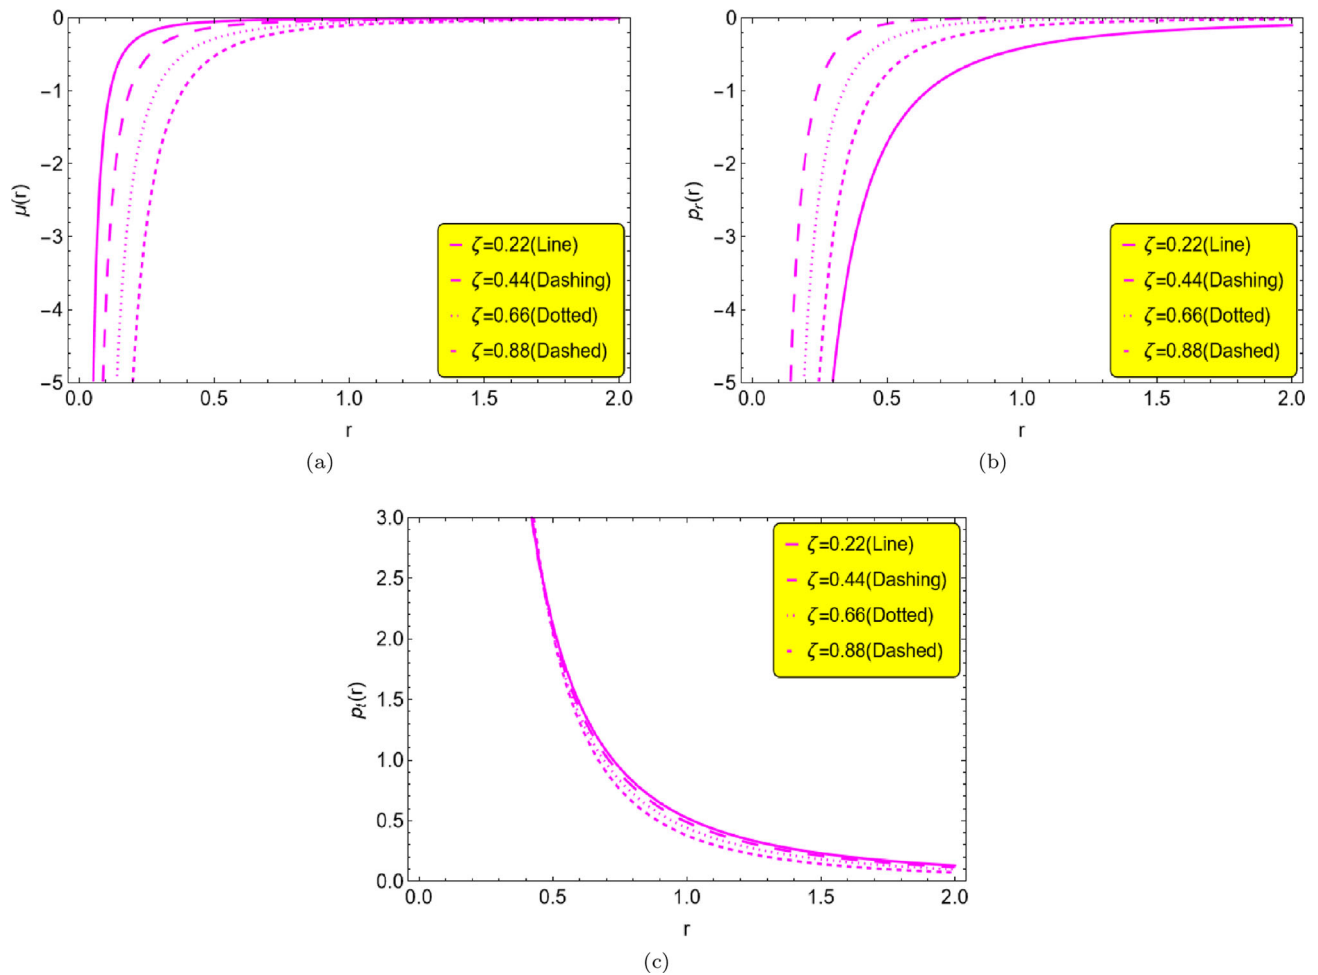 0
−1
−2
−3
−4
−5
μ(r)
0.0 0.5 1.0 1.5 2.0
r
ζ=0.22(Line)
ζ=0.44(Dashing)
ζ=0.66(Dotted)
ζ=0.88(Dashed)
(a)
0
−1
−2
−3
−4
−5
pr(r)
0.0 0.5 1.0 1.5 2.0
r
ζ=0.22(Line)
ζ=0.44(Dashing)
ζ=0.66(Dotted)
ζ=0.88(Dashed)
(b)
3.0
2.5
2.0
1.5
1.0
0.5
0.0
pt(r)
0.0 0.5 1.0 1.5 2.0
r
ζ=0.22(Line)
ζ=0.44(Dashing)
ζ=0.66(Dotted)
ζ=0.88(Dashed)
(c)